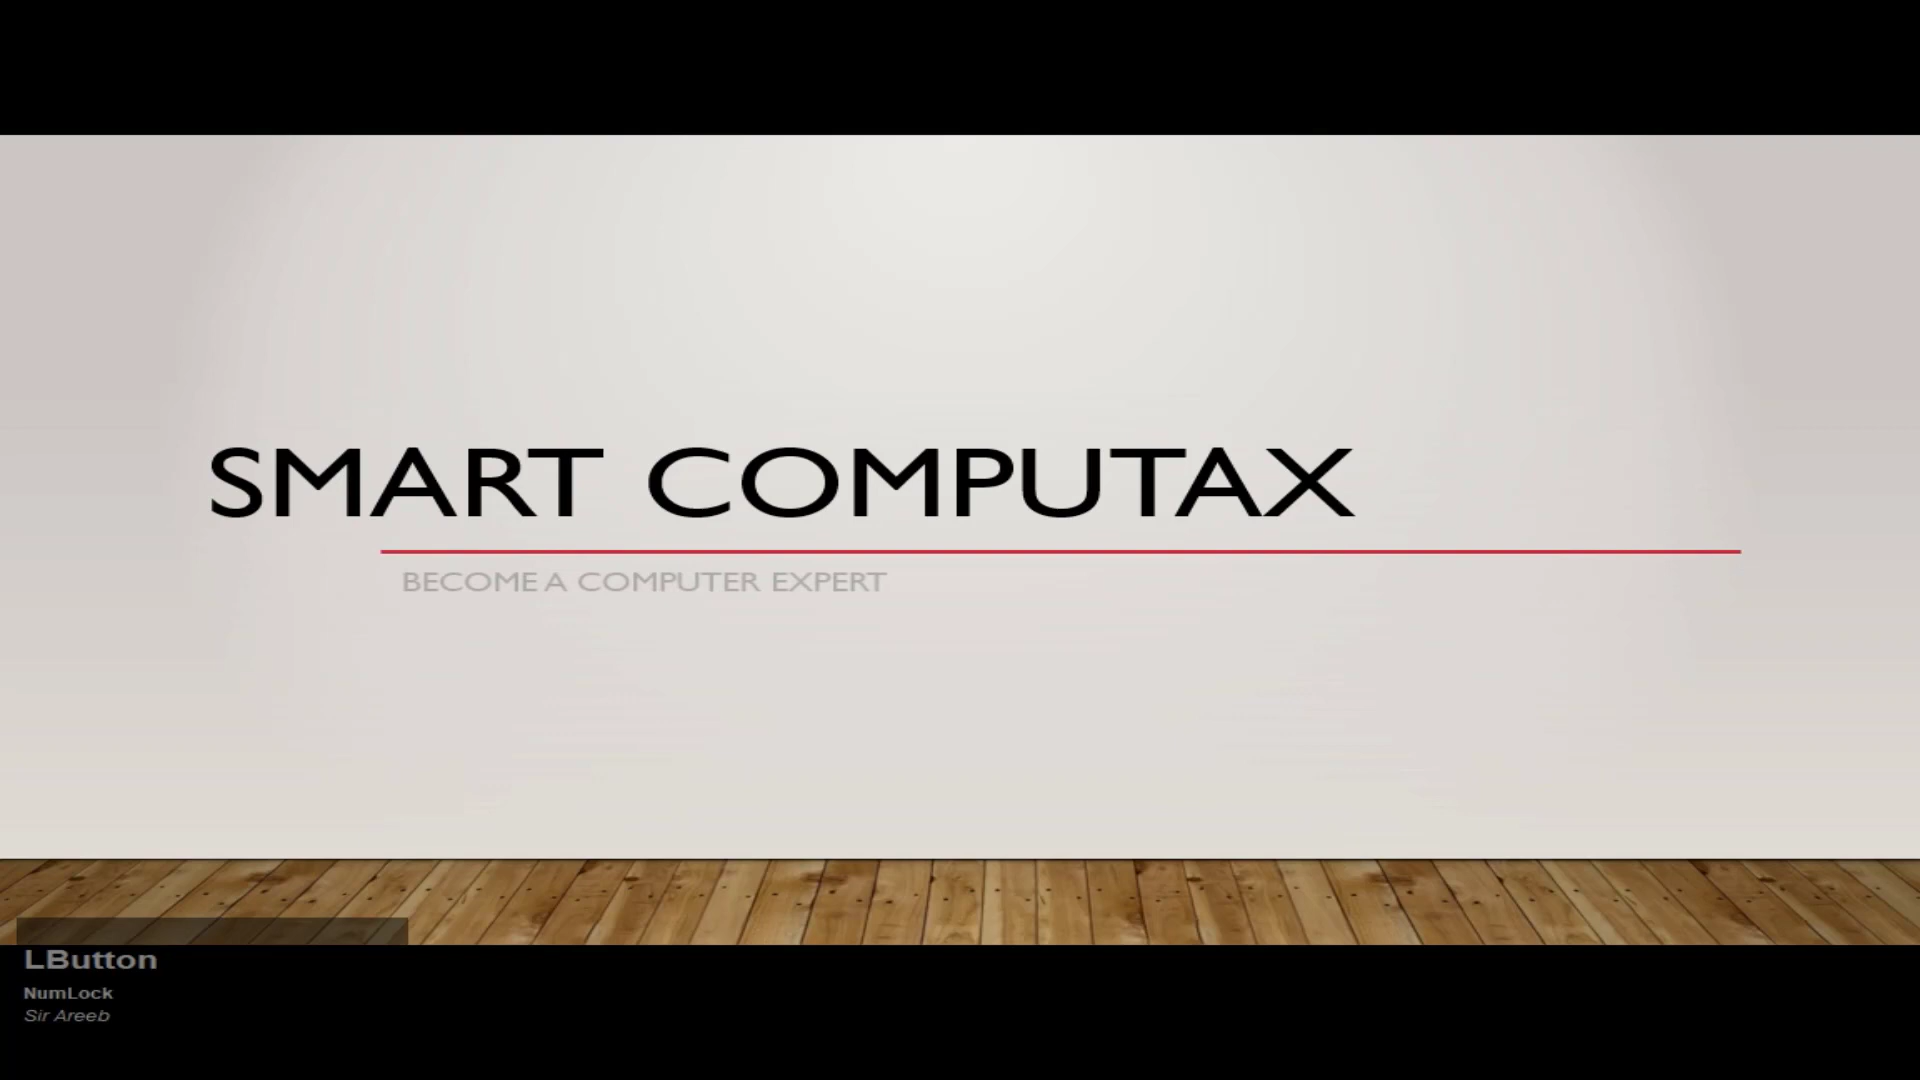 SMART COMPUTAX
BECOME A COMPUTER EXPERT
LButton
NumLock
Sir Areeb